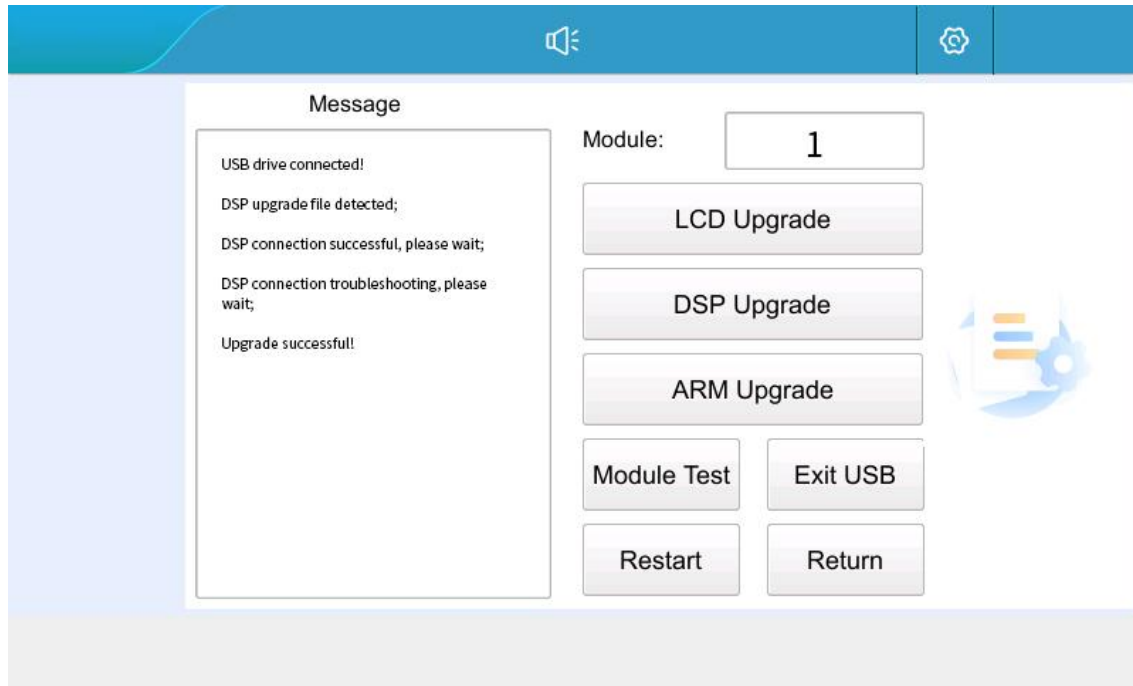 Message
USB drive connected!
DSP upgrade file detected;
DSP connection successful, please wait;
DSP connection troubleshooting, please
wait;
Upgrade successful!
Module:
1
LCD Upgrade
DSP Upgrade
ARM Upgrade
Module Test
Exit USB
Restart
Return